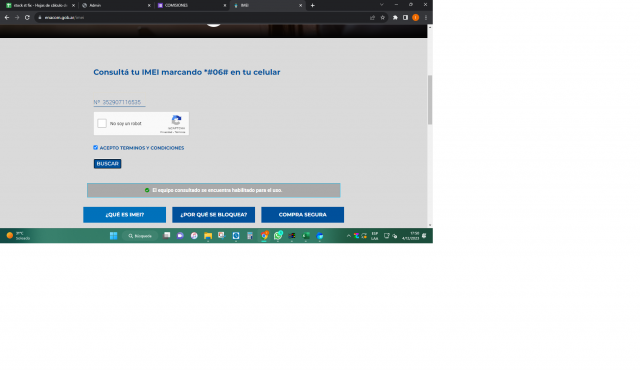 stock st fix - Hojas de cálculo de
Admin
COMISIONES
IMEI
enacom.gob.ar/imei
Consultá tu IMEI marcando *#06# en tu celular
Nº 352907116535
No soy un robot
reCAPTCHA
Privacidad - Términos
ACEPTO TERMINOS Y CONDICIONES
BUSCAR
El equipo consultado se encuentra habilitado para el uso.
¿QUÉ ES IMEI?
¿POR QUÉ SE BLOQUEA?
COMPRA SEGURA
31°C
Soleado
Búsqueda
ESP
LAA
17:50
4/12/2023